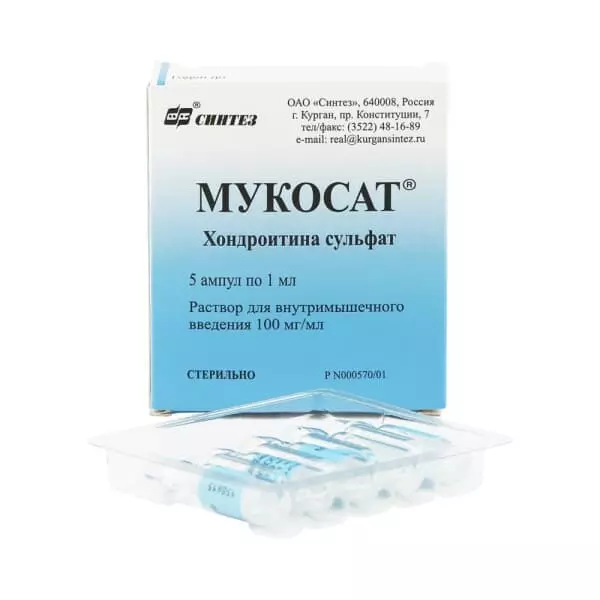 ® СИНТЕЗ
ОАО «Синтез», 640008, Россия
г. Курган, пр. Конституции, 7
тел/факс: (3522) 48-16-89
e-mail: real@kurgansintez.ru
МУКОСАТ®
Хондроитина сульфат
5 ампул по 1 мл
Раствор для внутримышечного
введения 100 мг/мл
СТЕРИЛЬНО
Р N000570/01